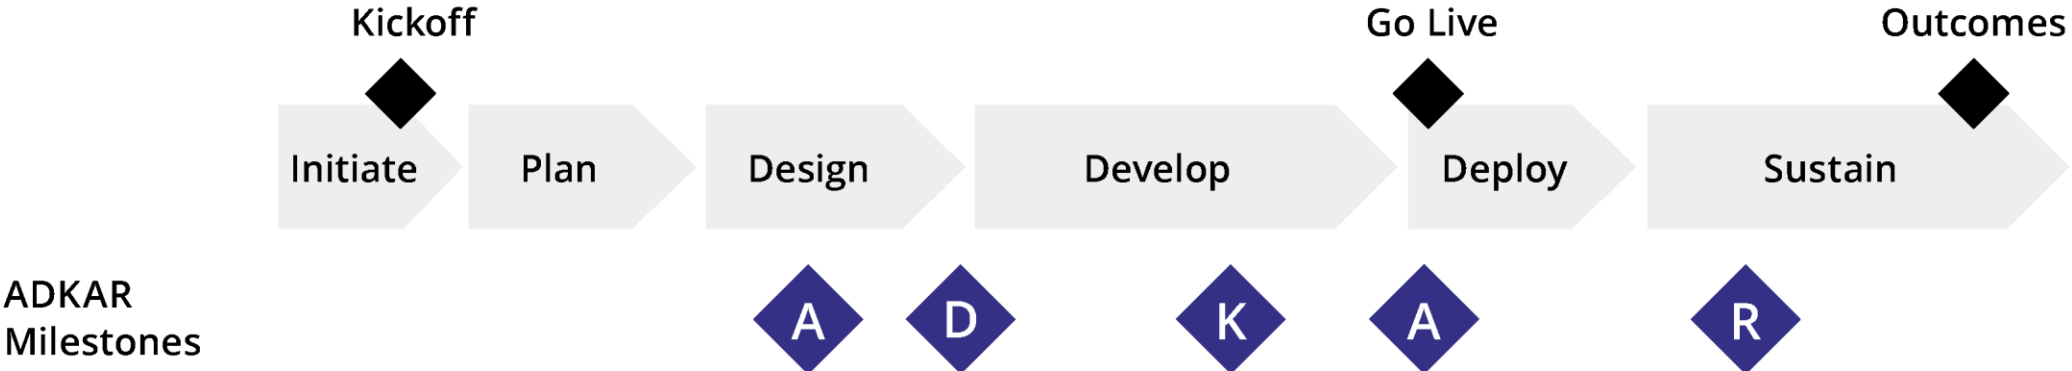 Kickoff
Go Live
Outcomes
Initiate
Plan
Design
Develop
Deploy
Sustain
ADKAR
Milestones
A
D
K
A
R